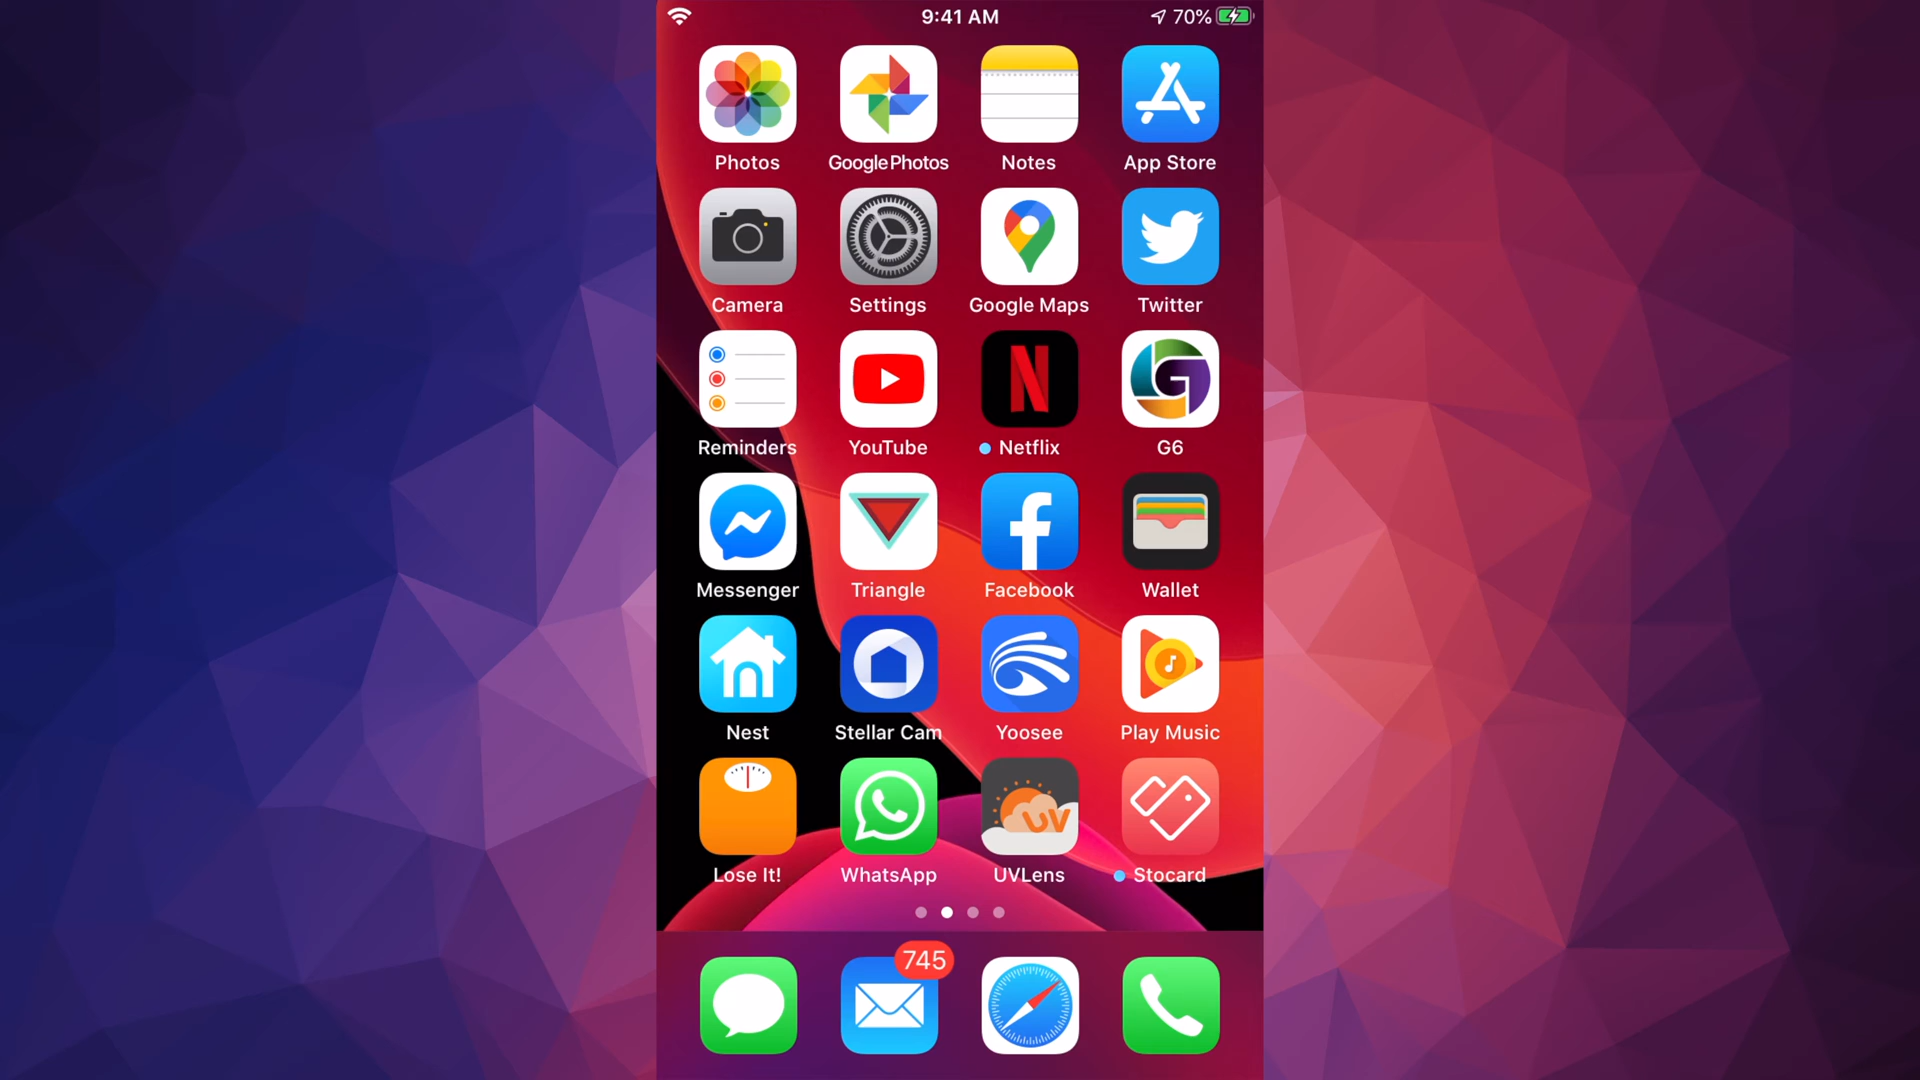 9:41 AM 70%
Photos Google Photos Notes App Store
Camera Settings Google Maps Twitter
N G
Reminders YouTube Netflix G6
f
Messenger Triangle Facebook Wallet
Nest Stellar Cam Yoosee Play Music
UV
Lose It! WhatsApp UVLens Stocard
745